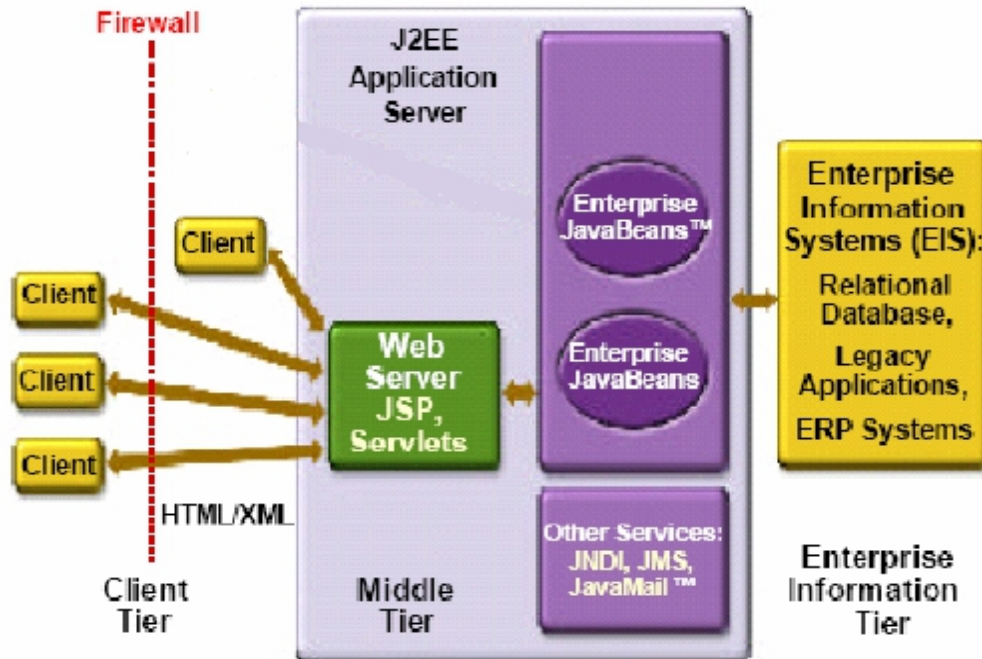 Firewall
J2EE
Application
Server
Client
Client
Client
Client
HTML/XML
Web
Server
JSP,
Servlets
Enterprise
JavaBeans™
Enterprise
JavaBeans
Other Services:
JNDI, JMS,
JavaMail ™
Enterprise
Information
Systems (EIS):
Relational
Database,
Legacy
Applications,
ERP Systems
Client
Tier
Middle
Tier
Enterprise
Information
Tier